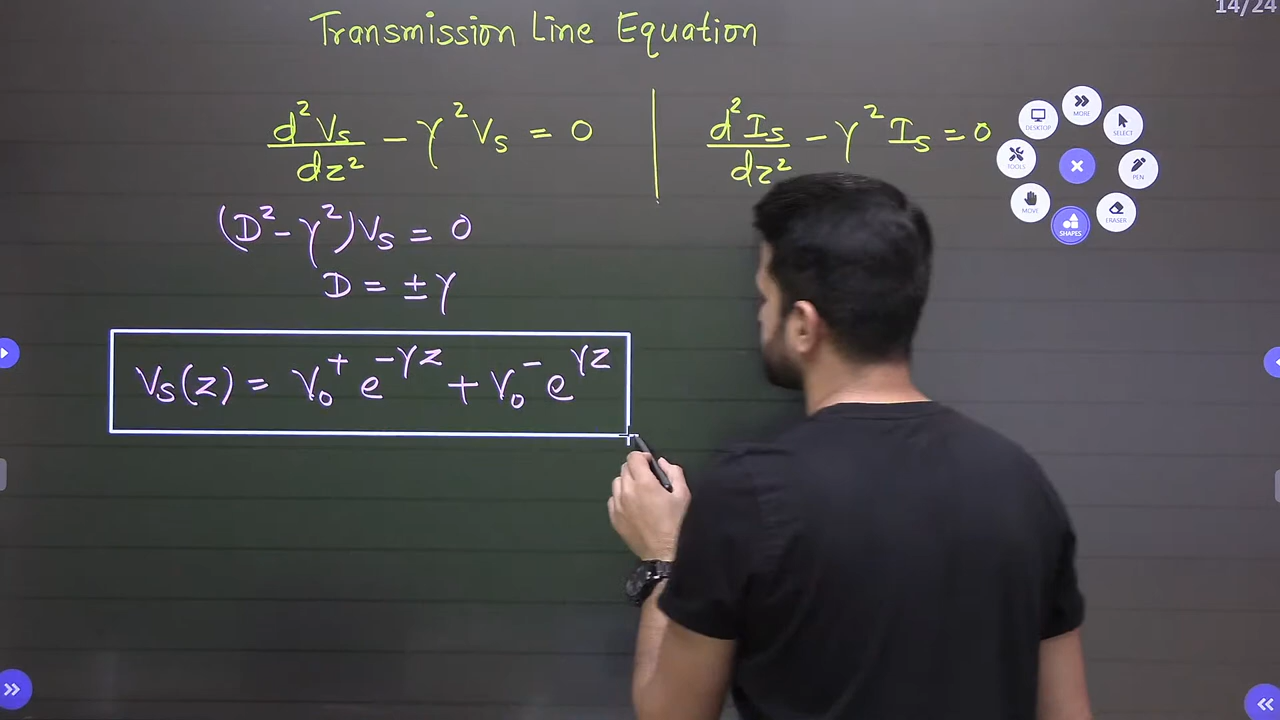 14/24
Transmission Line Equation
d²Vs/dz² - γ²Vs = 0 | d²Is/dz² - γ²Is = 0
(D² - γ²)Vs = 0
D = ± γ
Vs(z) = V₀⁺ e^{-γz} + V₀⁻ e^{γz}
MORE
DESKTOP
SELECT
TOOLS
PEN
MOVE
ERASER
SHAPES